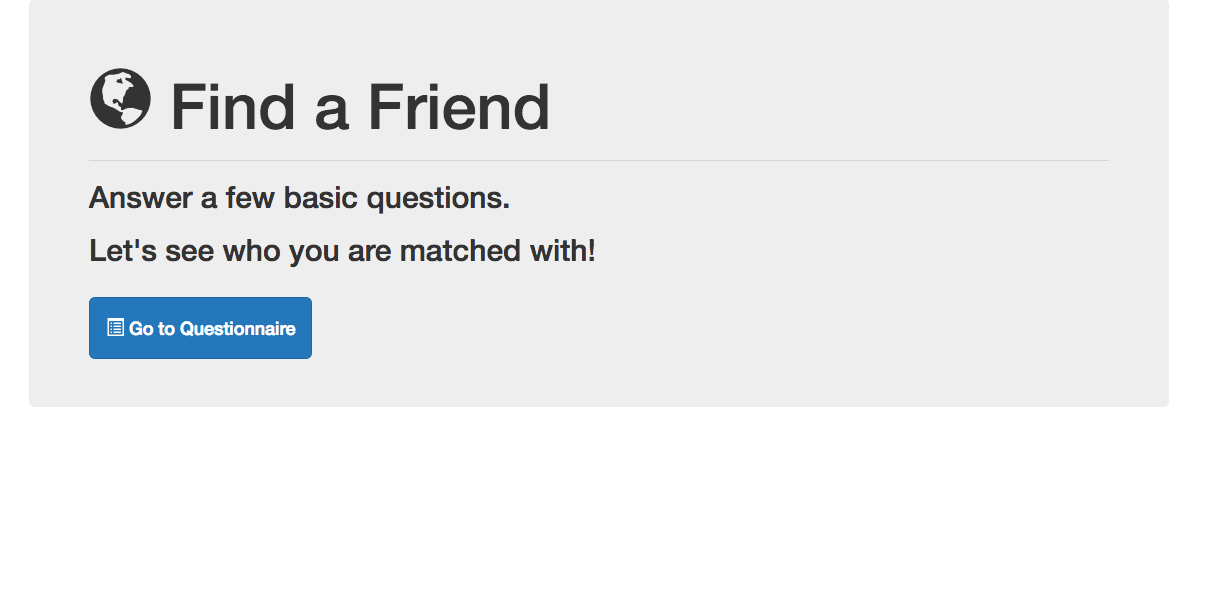 Find a Friend
Answer a few basic questions.
Let's see who you are matched with!
Go to Questionnaire